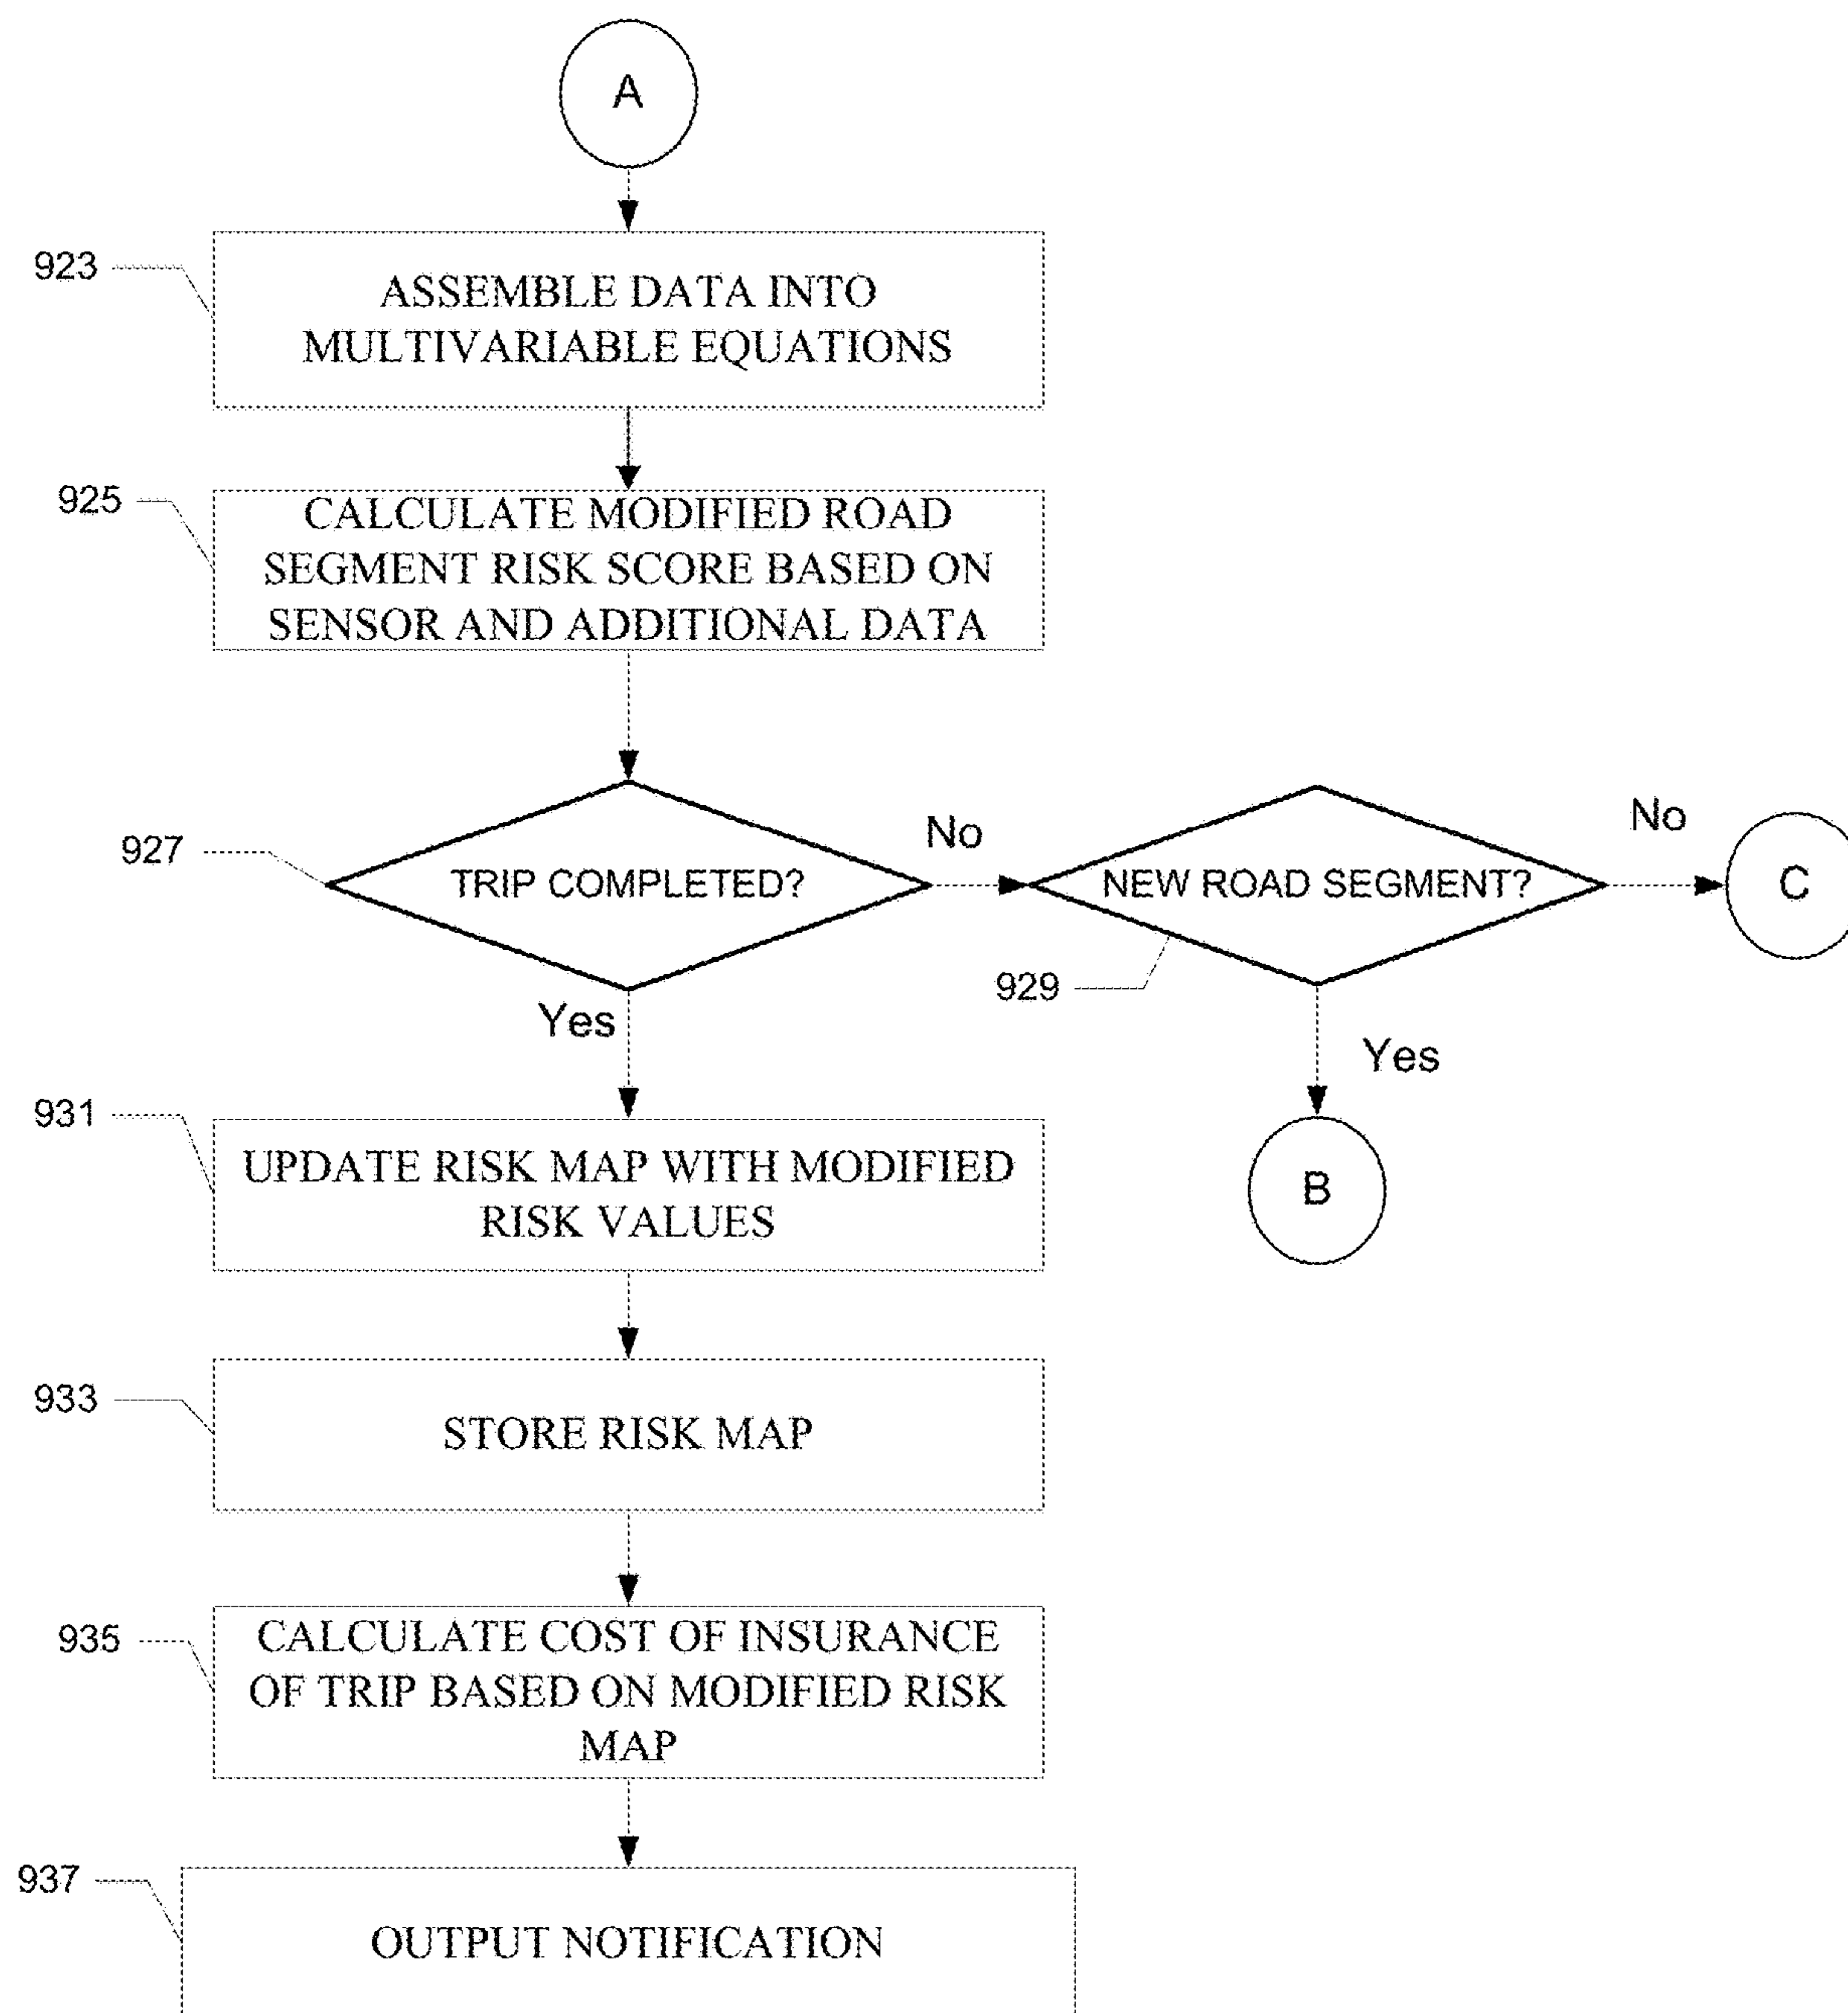 A
923
ASSEMBLE DATA INTO
MULTIVARIABLE EQUATIONS
925
CALCULATE MODIFIED ROAD
SEGMENT RISK SCORE BASED ON
SENSOR AND ADDITIONAL DATA
927
TRIP COMPLETED?
No
NEW ROAD SEGMENT?
No
C
929
Yes
Yes
B
931
UPDATE RISK MAP WITH MODIFIED
RISK VALUES
933
STORE RISK MAP
935
CALCULATE COST OF INSURANCE
OF TRIP BASED ON MODIFIED RISK
MAP
937
OUTPUT NOTIFICATION